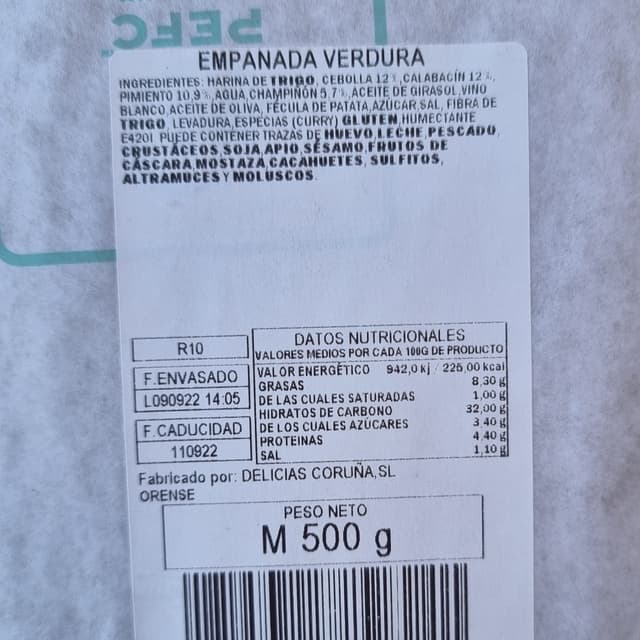 PEFC
EMPANADA VERDURA
INGREDIENTES: HARINA DE TRIGO, CEBOLLA 12%, CALABACÍN 12%,
PIMIENTO 10,9%, AGUA, CHAMPIÑÓN 5,7%, ACEITE DE GIRASOL, VINO
BLANCO, ACEITE DE OLIVA, FÉCULA DE PATATA, AZÚCAR, SAL, FIBRA DE
TRIGO, LEVADURA, ESPECIAS (CURRY) GLUTEN, HUMECTANTE
E420I PUEDE CONTENER TRAZAS DE HUEVO, LECHE, PESCADO,
CRUSTÁCEOS, SOJA, APIO, SÉSAMO, FRUTOS DE
CÁSCARA, MOSTAZA, CACAHUETES, SULFITOS,
ALTRAMUCES Y MOLUSCOS.
R10
F.ENVASADO
L090922 14:05
F.CADUCIDAD
110922
DATOS NUTRICIONALES
VALORES MEDIOS POR CADA 100G DE PRODUCTO
VALOR ENERGÉTICO 942,0 kj / 225,00 kcal
GRASAS 8,30 g
DE LAS CUALES SATURADAS 1,00 g
HIDRATOS DE CARBONO 32,00 g
DE LOS CUALES AZÚCARES 3,40 g
PROTEINAS 4,40 g
SAL 1,10 g
Fabricado por: DELICIAS CORUÑA, SL
ORENSE
PESO NETO
M 500 g